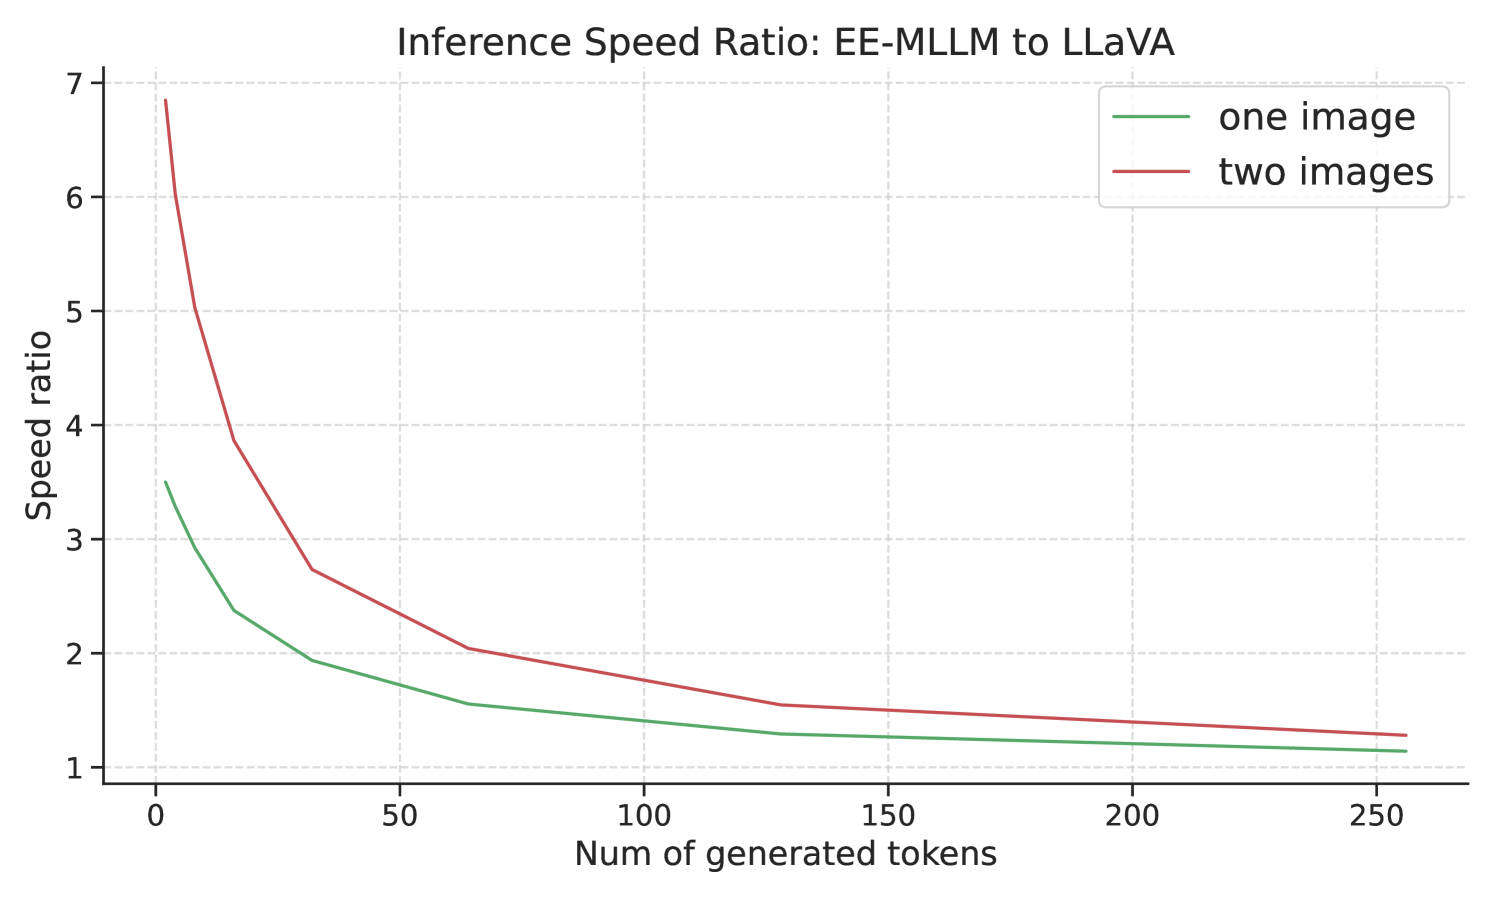 Inference Speed Ratio: EE-MLLM to LLaVA
one image
two images
Speed ratio
7
6
5
4
3
2
1
0 50 100 150 200 250
Num of generated tokens